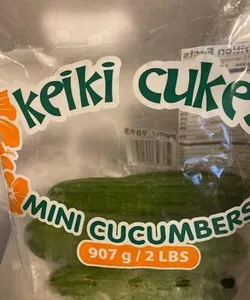 keiki cukes
MINI CUCUMBERS
907 g / 2 LBS